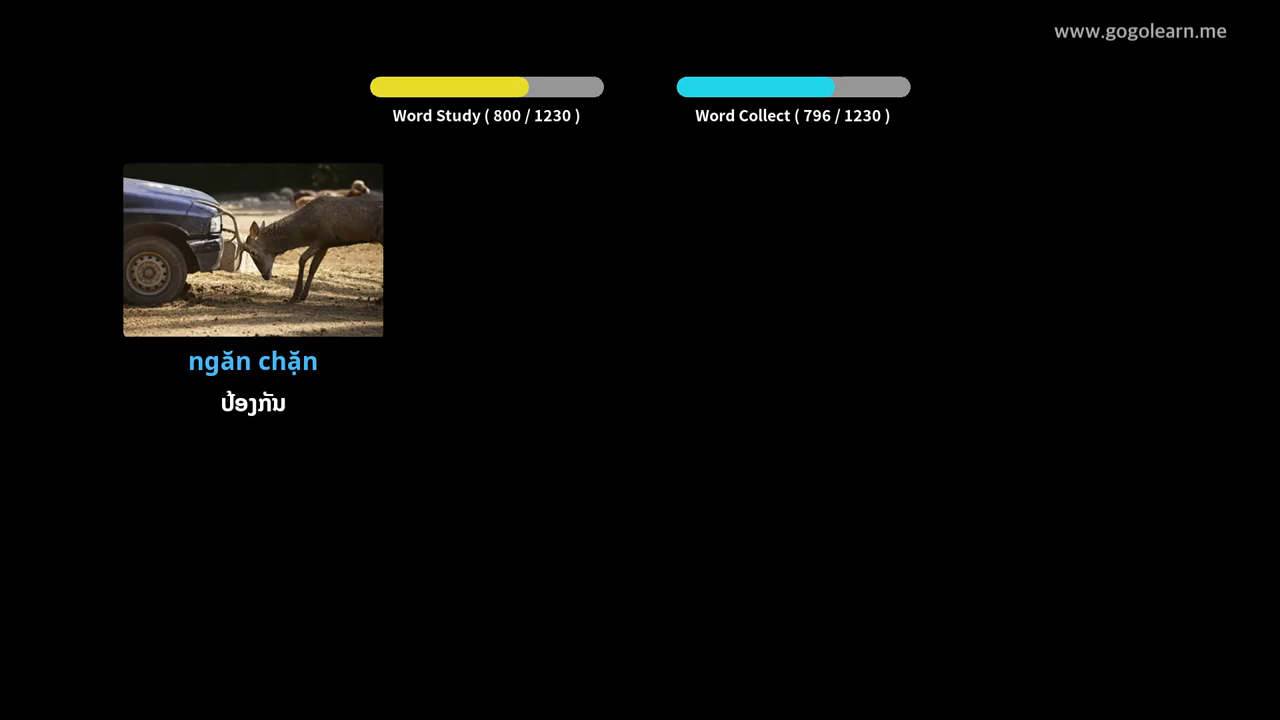 www.gogolearn.me
Word Study ( 800 / 1230 )
Word Collect ( 796 / 1230 )
ngăn chặn
ປ້ອງກັນ